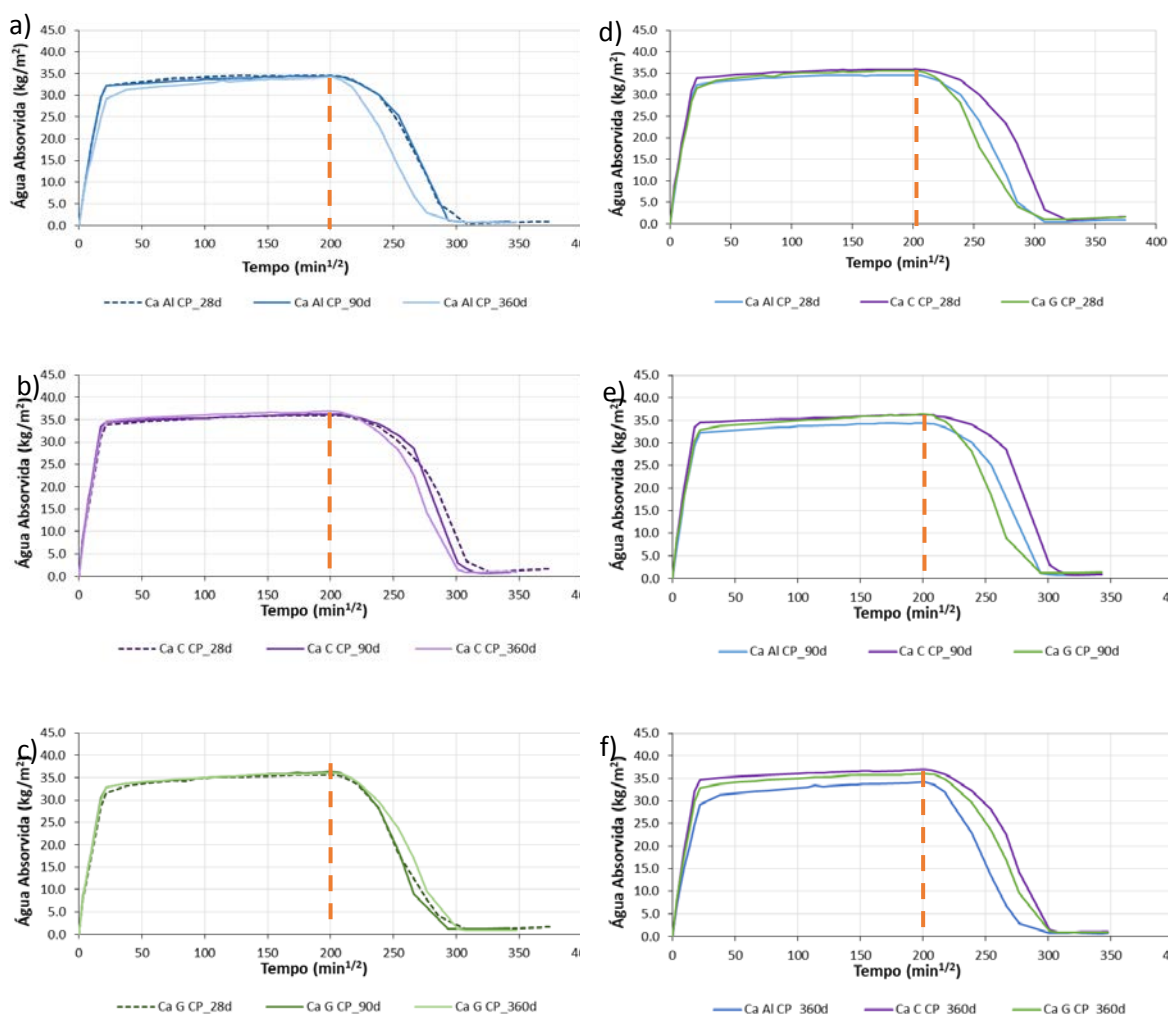 a)
Água Absorvida (kg/m²)
45.0
40.0
35.0
30.0
25.0
20.0
15.0
10.0
5.0
0.0
0 50 100 150 200 250 300 350 40
Tempo (min^1/2)
Ca Al CP_28d Ca Al CP_90d Ca Al CP_360d
b)
Água Absorvida (kg/m²)
45.0
40.0
35.0
30.0
25.0
20.0
15.0
10.0
5.0
0.0
0 50 100 150 200 250 300 350 40
Tempo (min^1/2)
Ca C CP_28d Ca C CP_90d Ca C CP_360d
c)
Água Absorvida (kg/m²)
45.0
40.0
35.0
30.0
25.0
20.0
15.0
10.0
5.0
0.0
0 50 100 150 200 250 300 350 40
Tempo (min^1/2)
Ca G CP_28d Ca G CP_90d Ca G CP_360d
d)
Água Absorvida (kg/m²)
45.0
40.0
35.0
30.0
25.0
20.0
15.0
10.0
5.0
0.0
0 50 100 150 200 250 300 350 400
Tempo (min^1/2)
Ca Al CP_28d Ca C CP_28d Ca G CP_28d
e)
Água Absorvida (kg/m²)
45.0
40.0
35.0
30.0
25.0
20.0
15.0
10.0
5.0
0.0
0 50 100 150 200 250 300 350 40
Tempo (min^1/2)
Ca Al CP_90d Ca C CP_90d Ca G CP_90d
f)
Água Absorvida (kg/m²)
45.0
40.0
35.0
30.0
25.0
20.0
15.0
10.0
5.0
0.0
0 50 100 150 200 250 300 350 40
Tempo (min^1/2)
Ca Al CP_360d Ca C CP_360d Ca G CP_360d